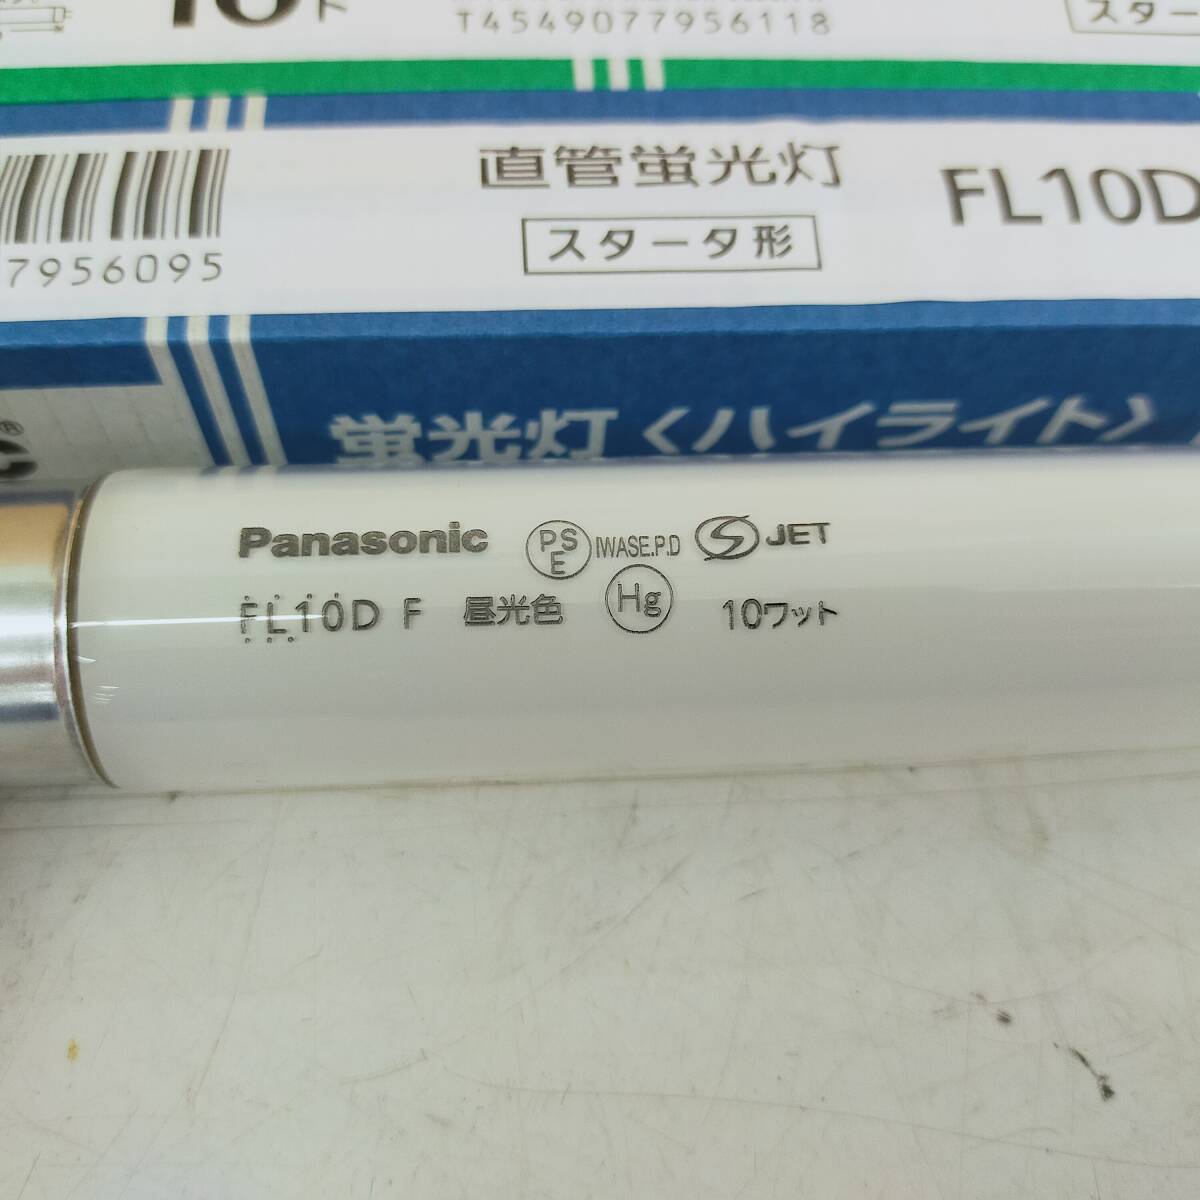 T4549077956118
スター
直管蛍光灯
スタータ形
FL10D
7956095
蛍光灯〈ハイライト〉
Panasonic PSE IWASE.P.D S JET
FL10D F 昼光色 Hg 10ワット